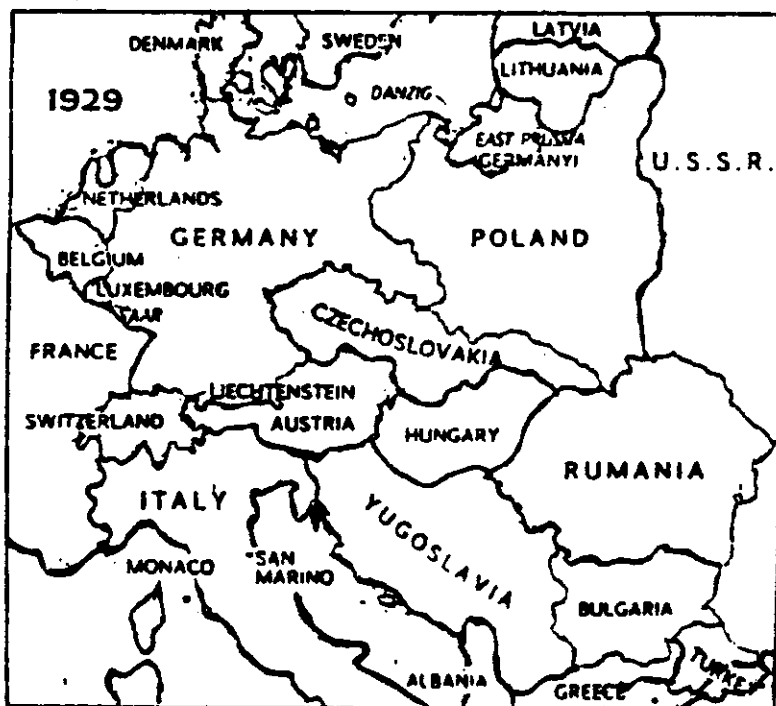 DENMARK
SWEDEN
LATVIA
LITHUANIA
1929
DANZIG
EAST PRUSSIA
GERMANY)
U.S.S.R.
NETHERLANDS
GERMANY
POLAND
BELGIUM
LUXEMBOURG
SAAR
CZECHOSLOVAKIA
FRANCE
LIECHTENSTEIN
SWITZERLAND
AUSTRIA
HUNGARY
RUMANIA
ITALY
YUGOSLAVIA
MONACO
SAN
MARINO
BULGARIA
ALBANIA
GREECE
TURKEY